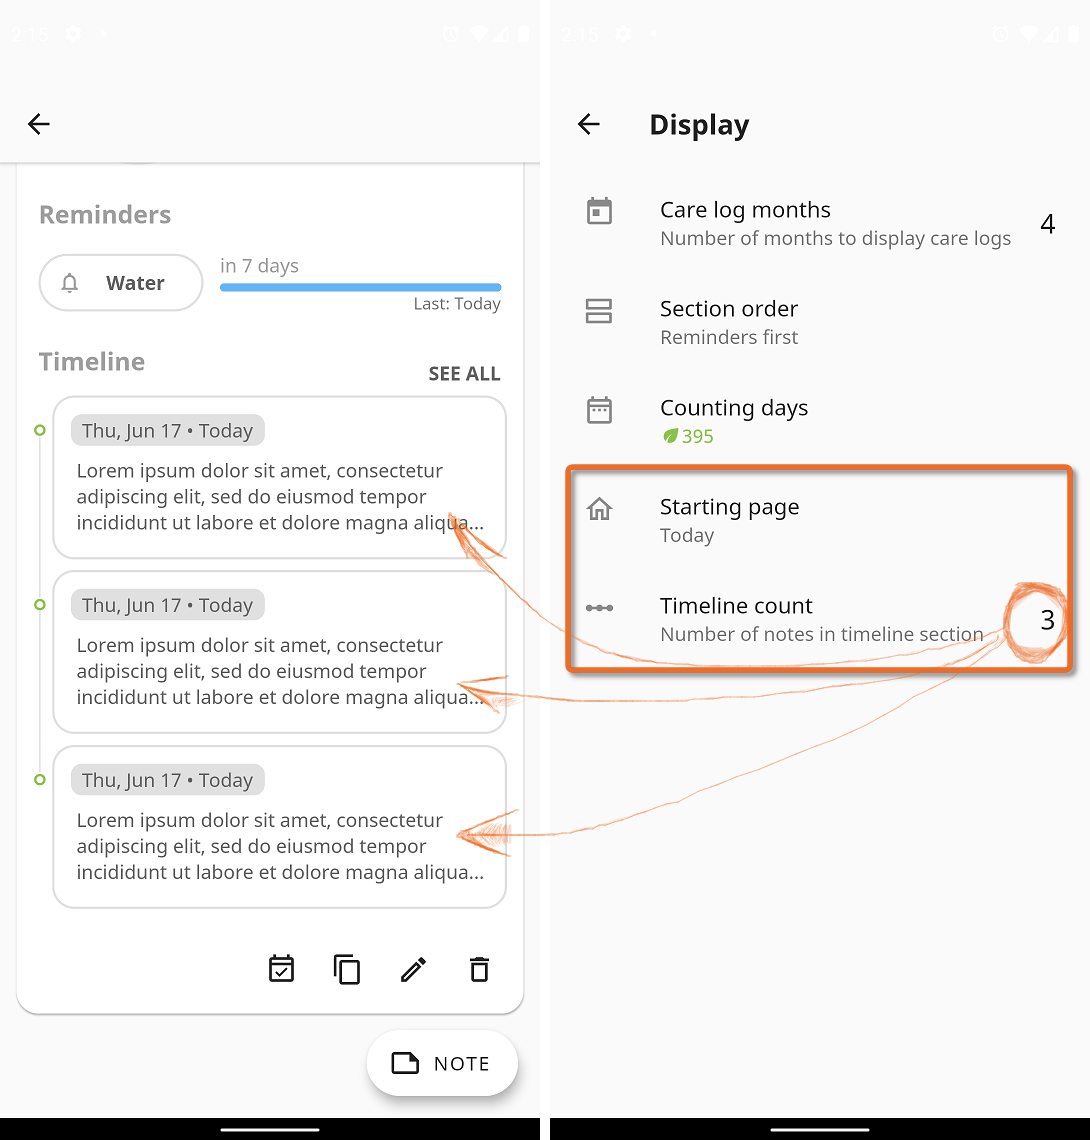 2:15
Reminders
Water
in 7 days
Last: Today
Timeline
SEE ALL
Thu, Jun 17 • Today
Lorem ipsum dolor sit amet, consectetur
adipiscing elit, sed do eiusmod tempor
incididunt ut labore et dolore magna aliqua...
Thu, Jun 17 • Today
Lorem ipsum dolor sit amet, consectetur
adipiscing elit, sed do eiusmod tempor
incididunt ut labore et dolore magna aliqua...
Thu, Jun 17 • Today
Lorem ipsum dolor sit amet, consectetur
adipiscing elit, sed do eiusmod tempor
incididunt ut labore et dolore magna aliqua...
NOTE
2:15
Display
Care log months
Number of months to display care logs
4
Section order
Reminders first
Counting days
395
Starting page
Today
Timeline count
Number of notes in timeline section
3